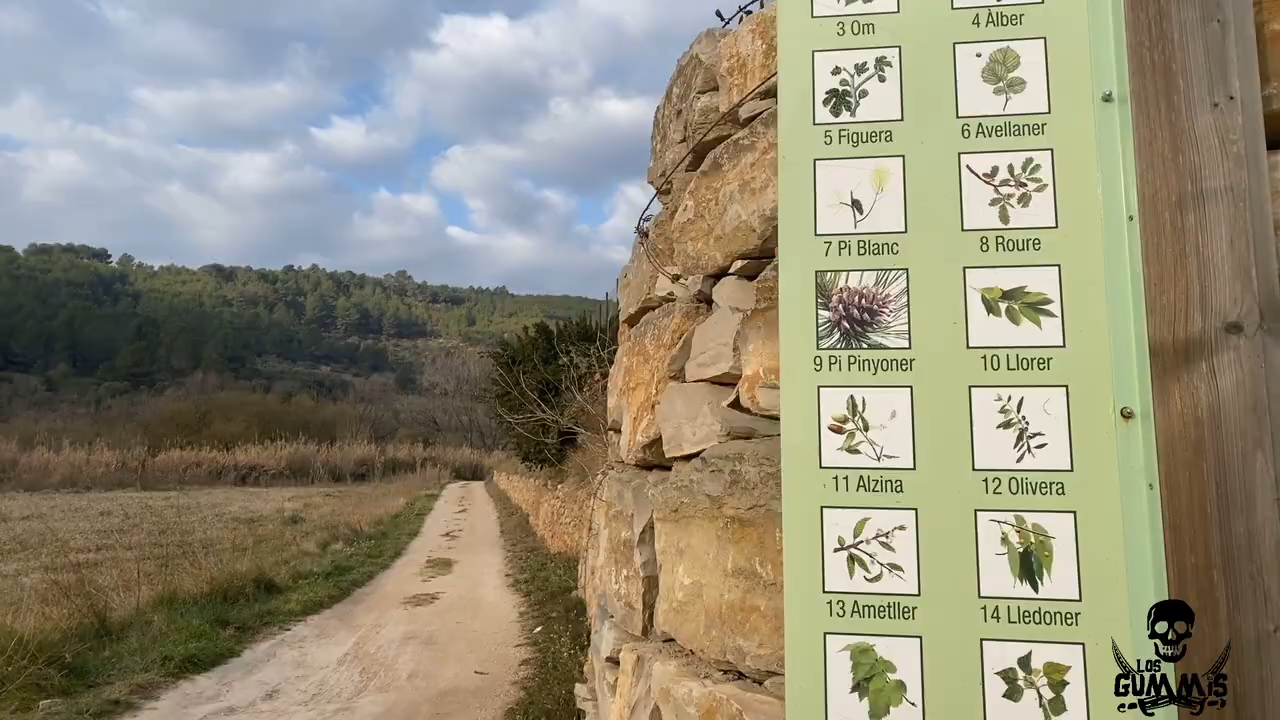 3 Om
4 Àlber
5 Figuera
6 Avellaner
7 Pi Blanc
8 Roure
9 Pi Pinyoner
10 Llorer
11 Alzina
12 Olivera
13 Ametller
14 Lledoner
LOS
GUMMIS